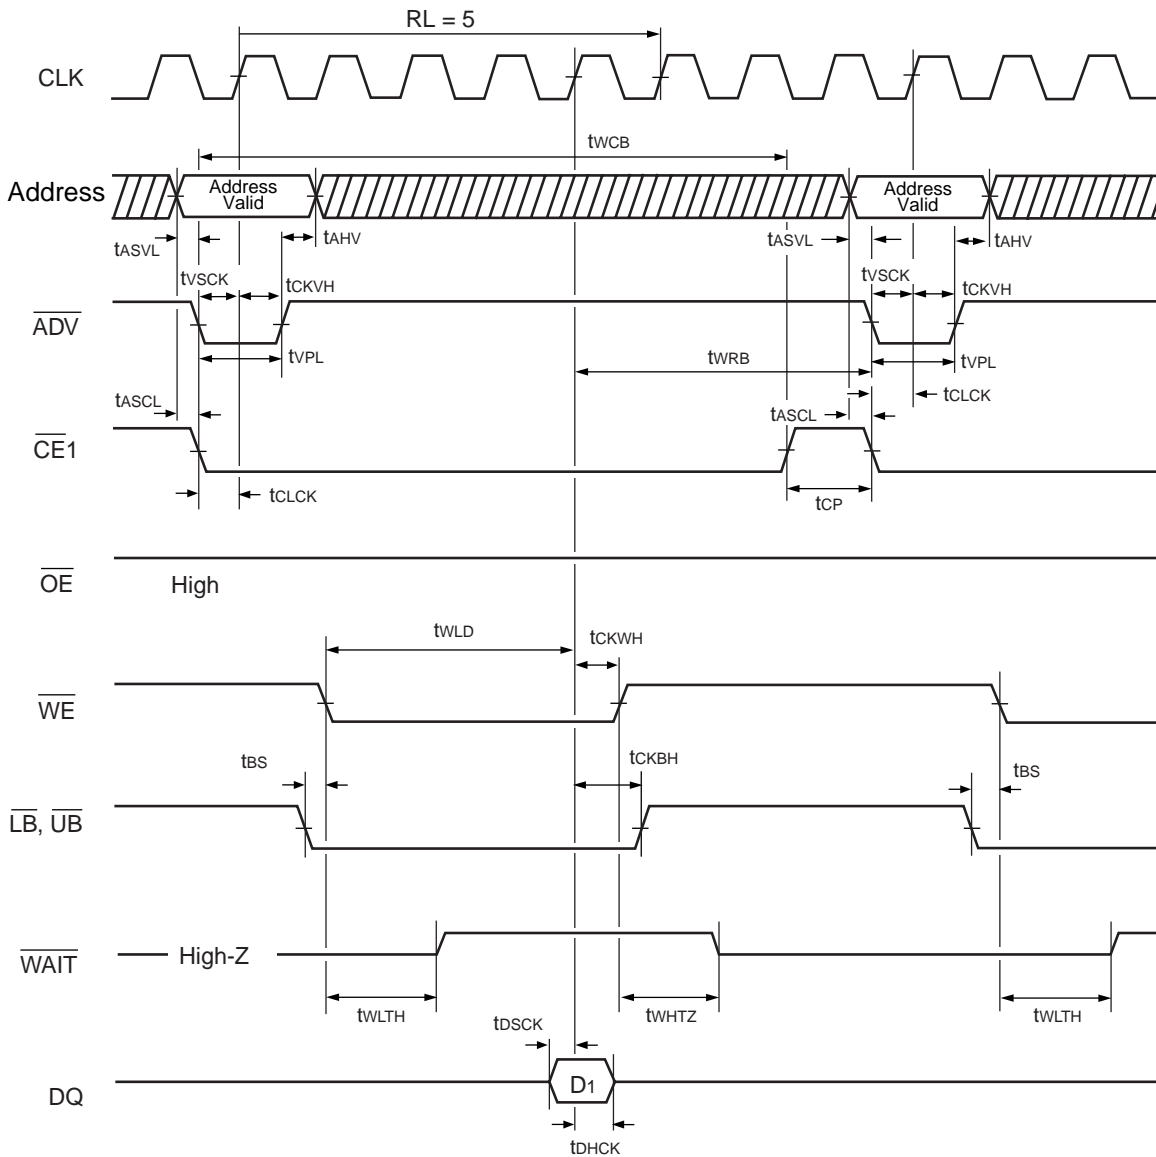 RL = 5
CLK
tWCB
Address
Address
Valid
Address
Valid
tASVL
tAHV
tASVL
tAHV
tVSCK
tCKVH
tVSCK
tCKVH
ADV
tVPL
tWRB
tVPL
tASCL
tASCL
tCLCK
CE1
tCLCK
tCP
OE
High
tWLD
tCKWH
WE
tBS
tCKBH
tBS
LB, UB
WAIT
High-Z
tWLTH
tWHTZ
tWLTH
tDSCK
DQ
D1
tDHCK